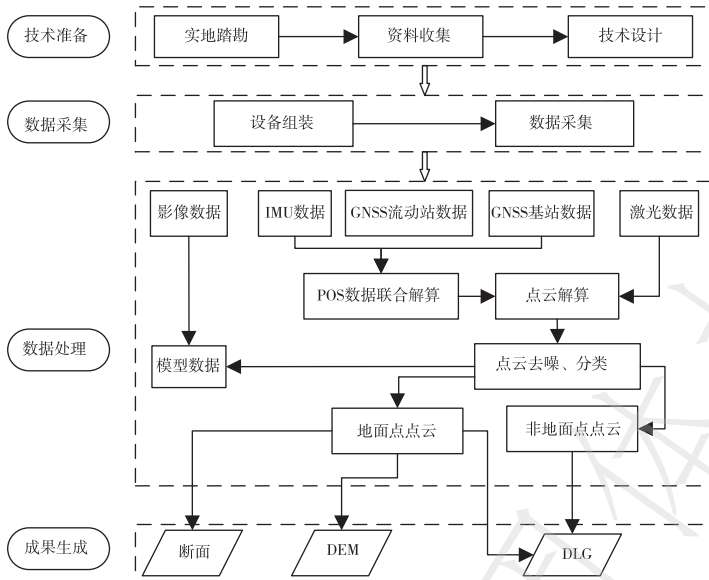 技术准备
实地踏勘
资料收集
技术设计
数据采集
设备组装
数据采集
影像数据
IMU数据
GNSS流动站数据
GNSS基站数据
激光数据
POS数据联合解算
点云解算
数据处理
模型数据
点云去噪、分类
地面点点云
非地面点点云
成果生成
断面
DEM
DLG